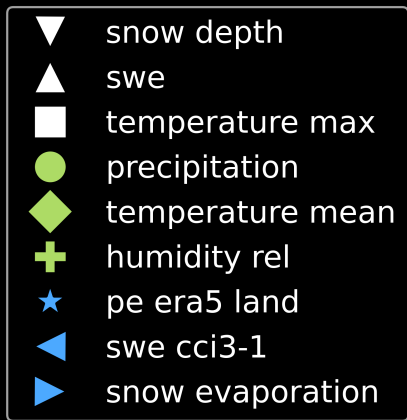 snow depth
swe
temperature max
precipitation
temperature mean
humidity rel
pe era5 land
swe cci3-1
snow evaporation